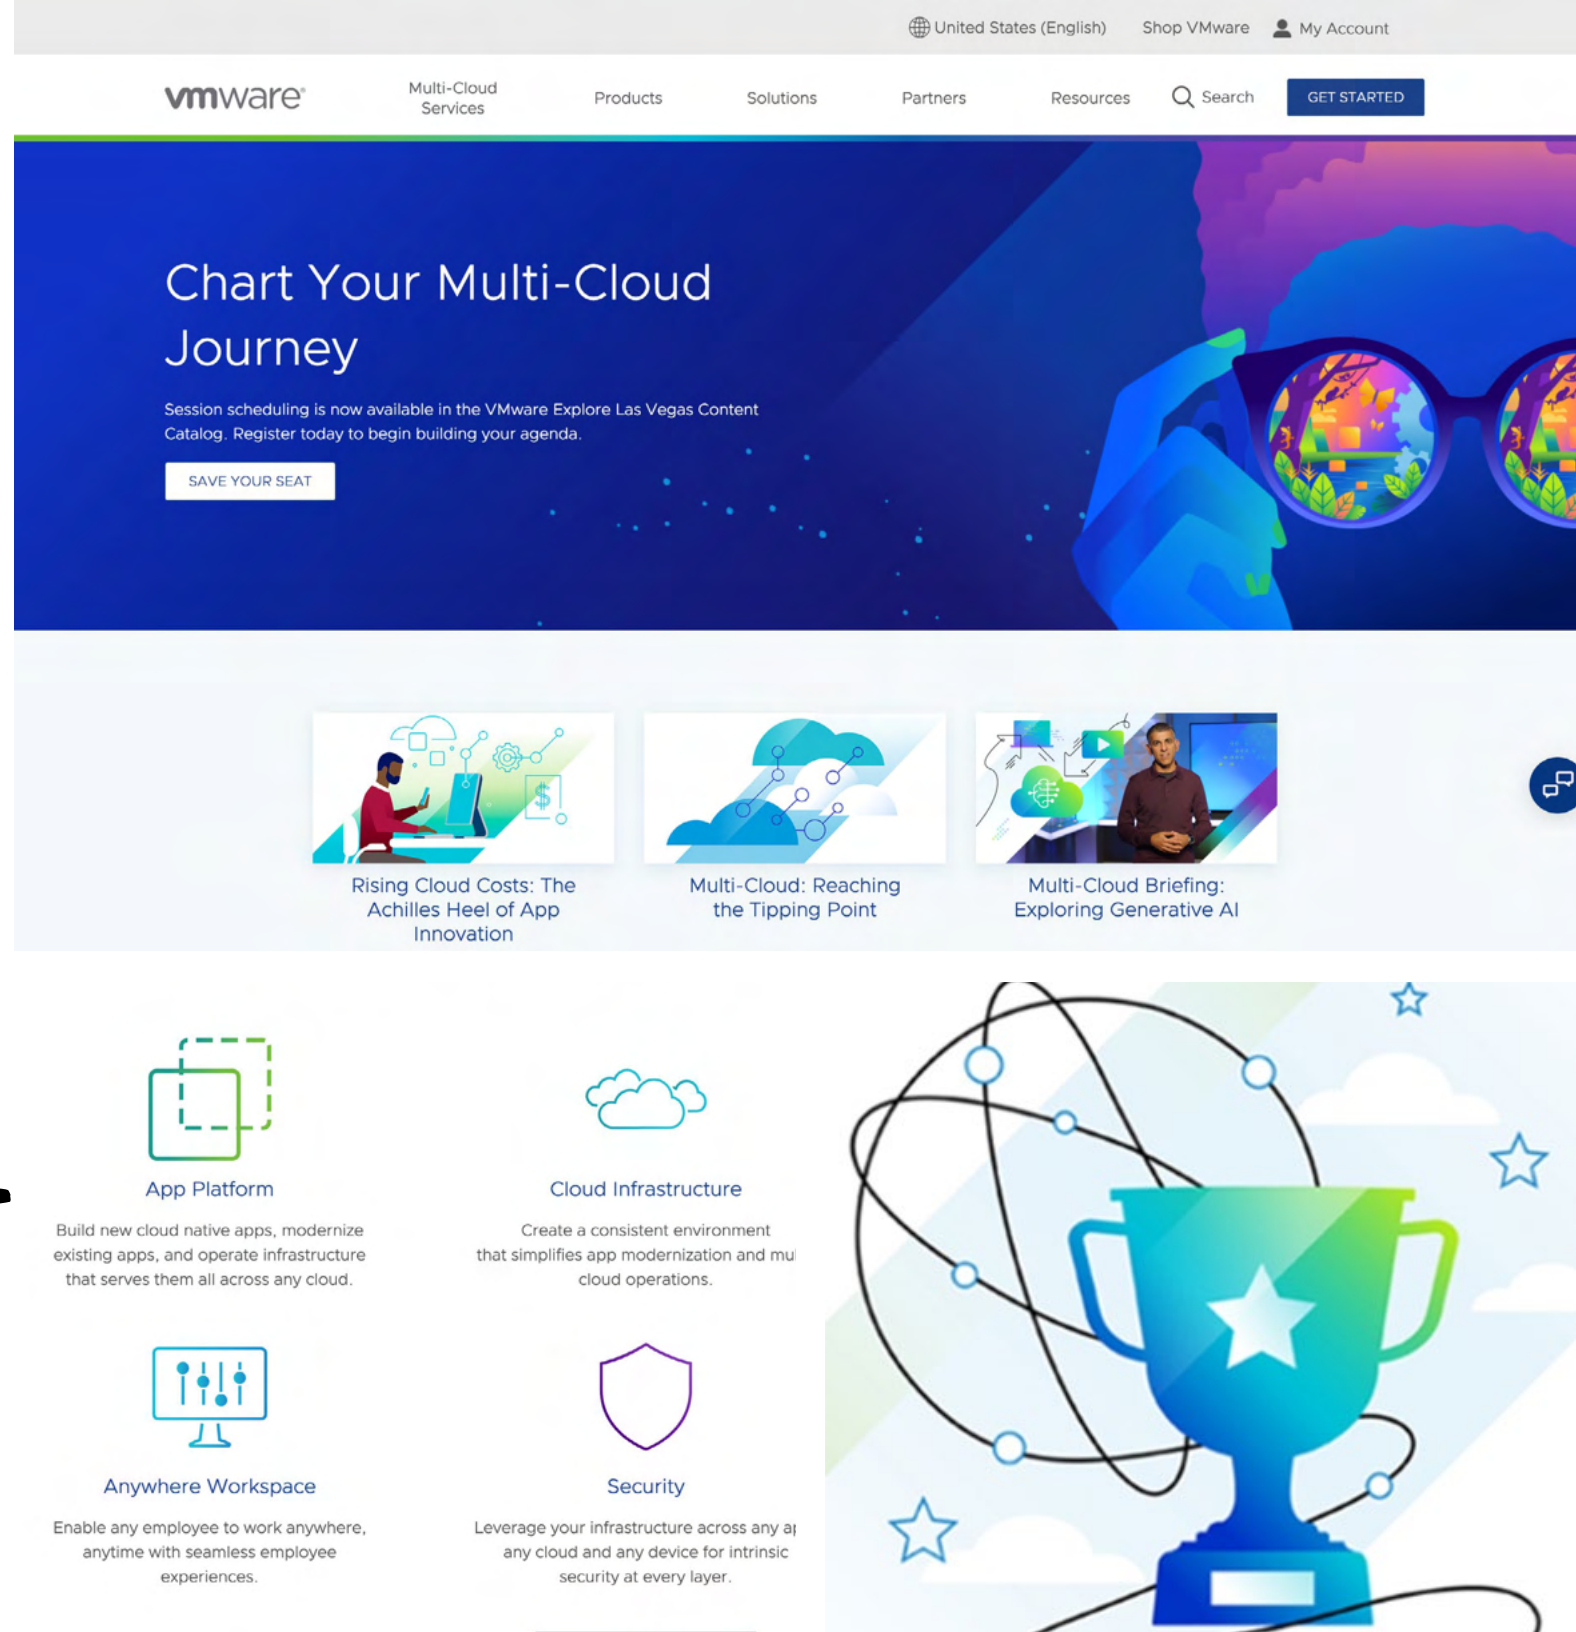 United States (English) Shop VMware My Account
vmware® Multi-Cloud Services Products Solutions Partners Resources Search GET STARTED
Chart Your Multi-Cloud
Journey
Session scheduling is now available in the VMware Explore Las Vegas Content
Catalog. Register today to begin building your agenda.
SAVE YOUR SEAT
$
Rising Cloud Costs: The
Achilles Heel of App
Innovation
Multi-Cloud: Reaching
the Tipping Point
Multi-Cloud Briefing:
Exploring Generative AI
App Platform
Build new cloud native apps, modernize
existing apps, and operate infrastructure
that serves them all across any cloud.
Cloud Infrastructure
Create a consistent environment
that simplifies app modernization and mul
cloud operations.
Anywhere Workspace
Enable any employee to work anywhere,
anytime with seamless employee
experiences.
Security
Leverage your infrastructure across any
any cloud and any device for intrinsic
security at every layer.